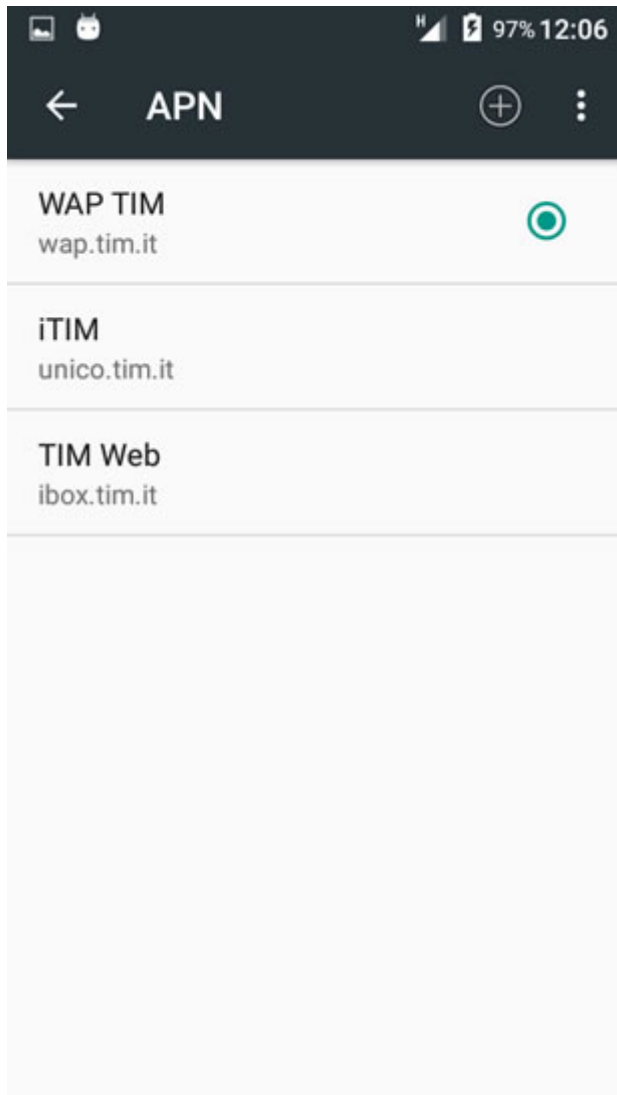 H 97% 12:06
APN
WAP TIM
wap.tim.it
iTIM
unico.tim.it
TIM Web
ibox.tim.it